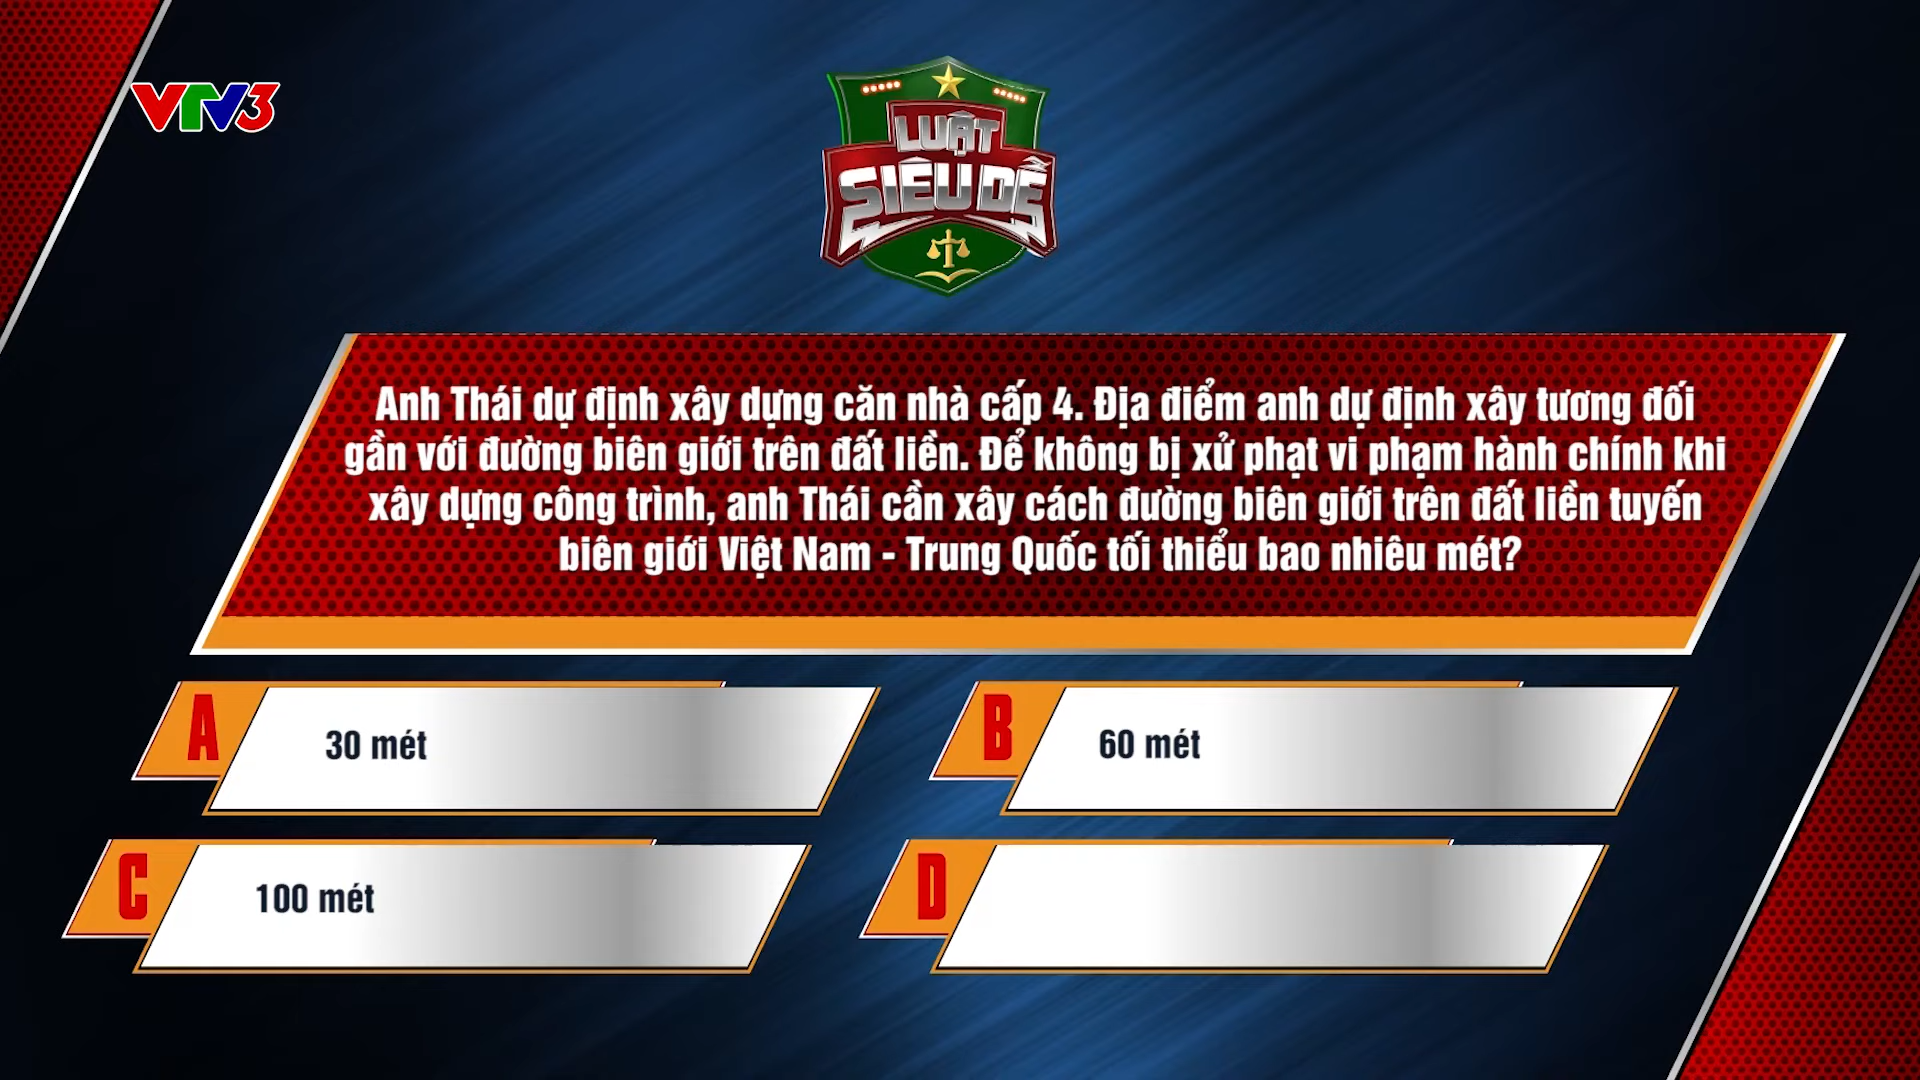 VTV3
LUẬT
SIÊU DỄ
Anh Thái dự định xây dựng căn nhà cấp 4. Địa điểm anh dự định xây tương đối
gần với đường biên giới trên đất liền. Để không bị xử phạt vi phạm hành chính khi
xây dựng công trình, anh Thái cần xây cách đường biên giới trên đất liền tuyến
biên giới Việt Nam - Trung Quốc tối thiểu bao nhiêu mét?
A
30 mét
B
60 mét
C
100 mét
D